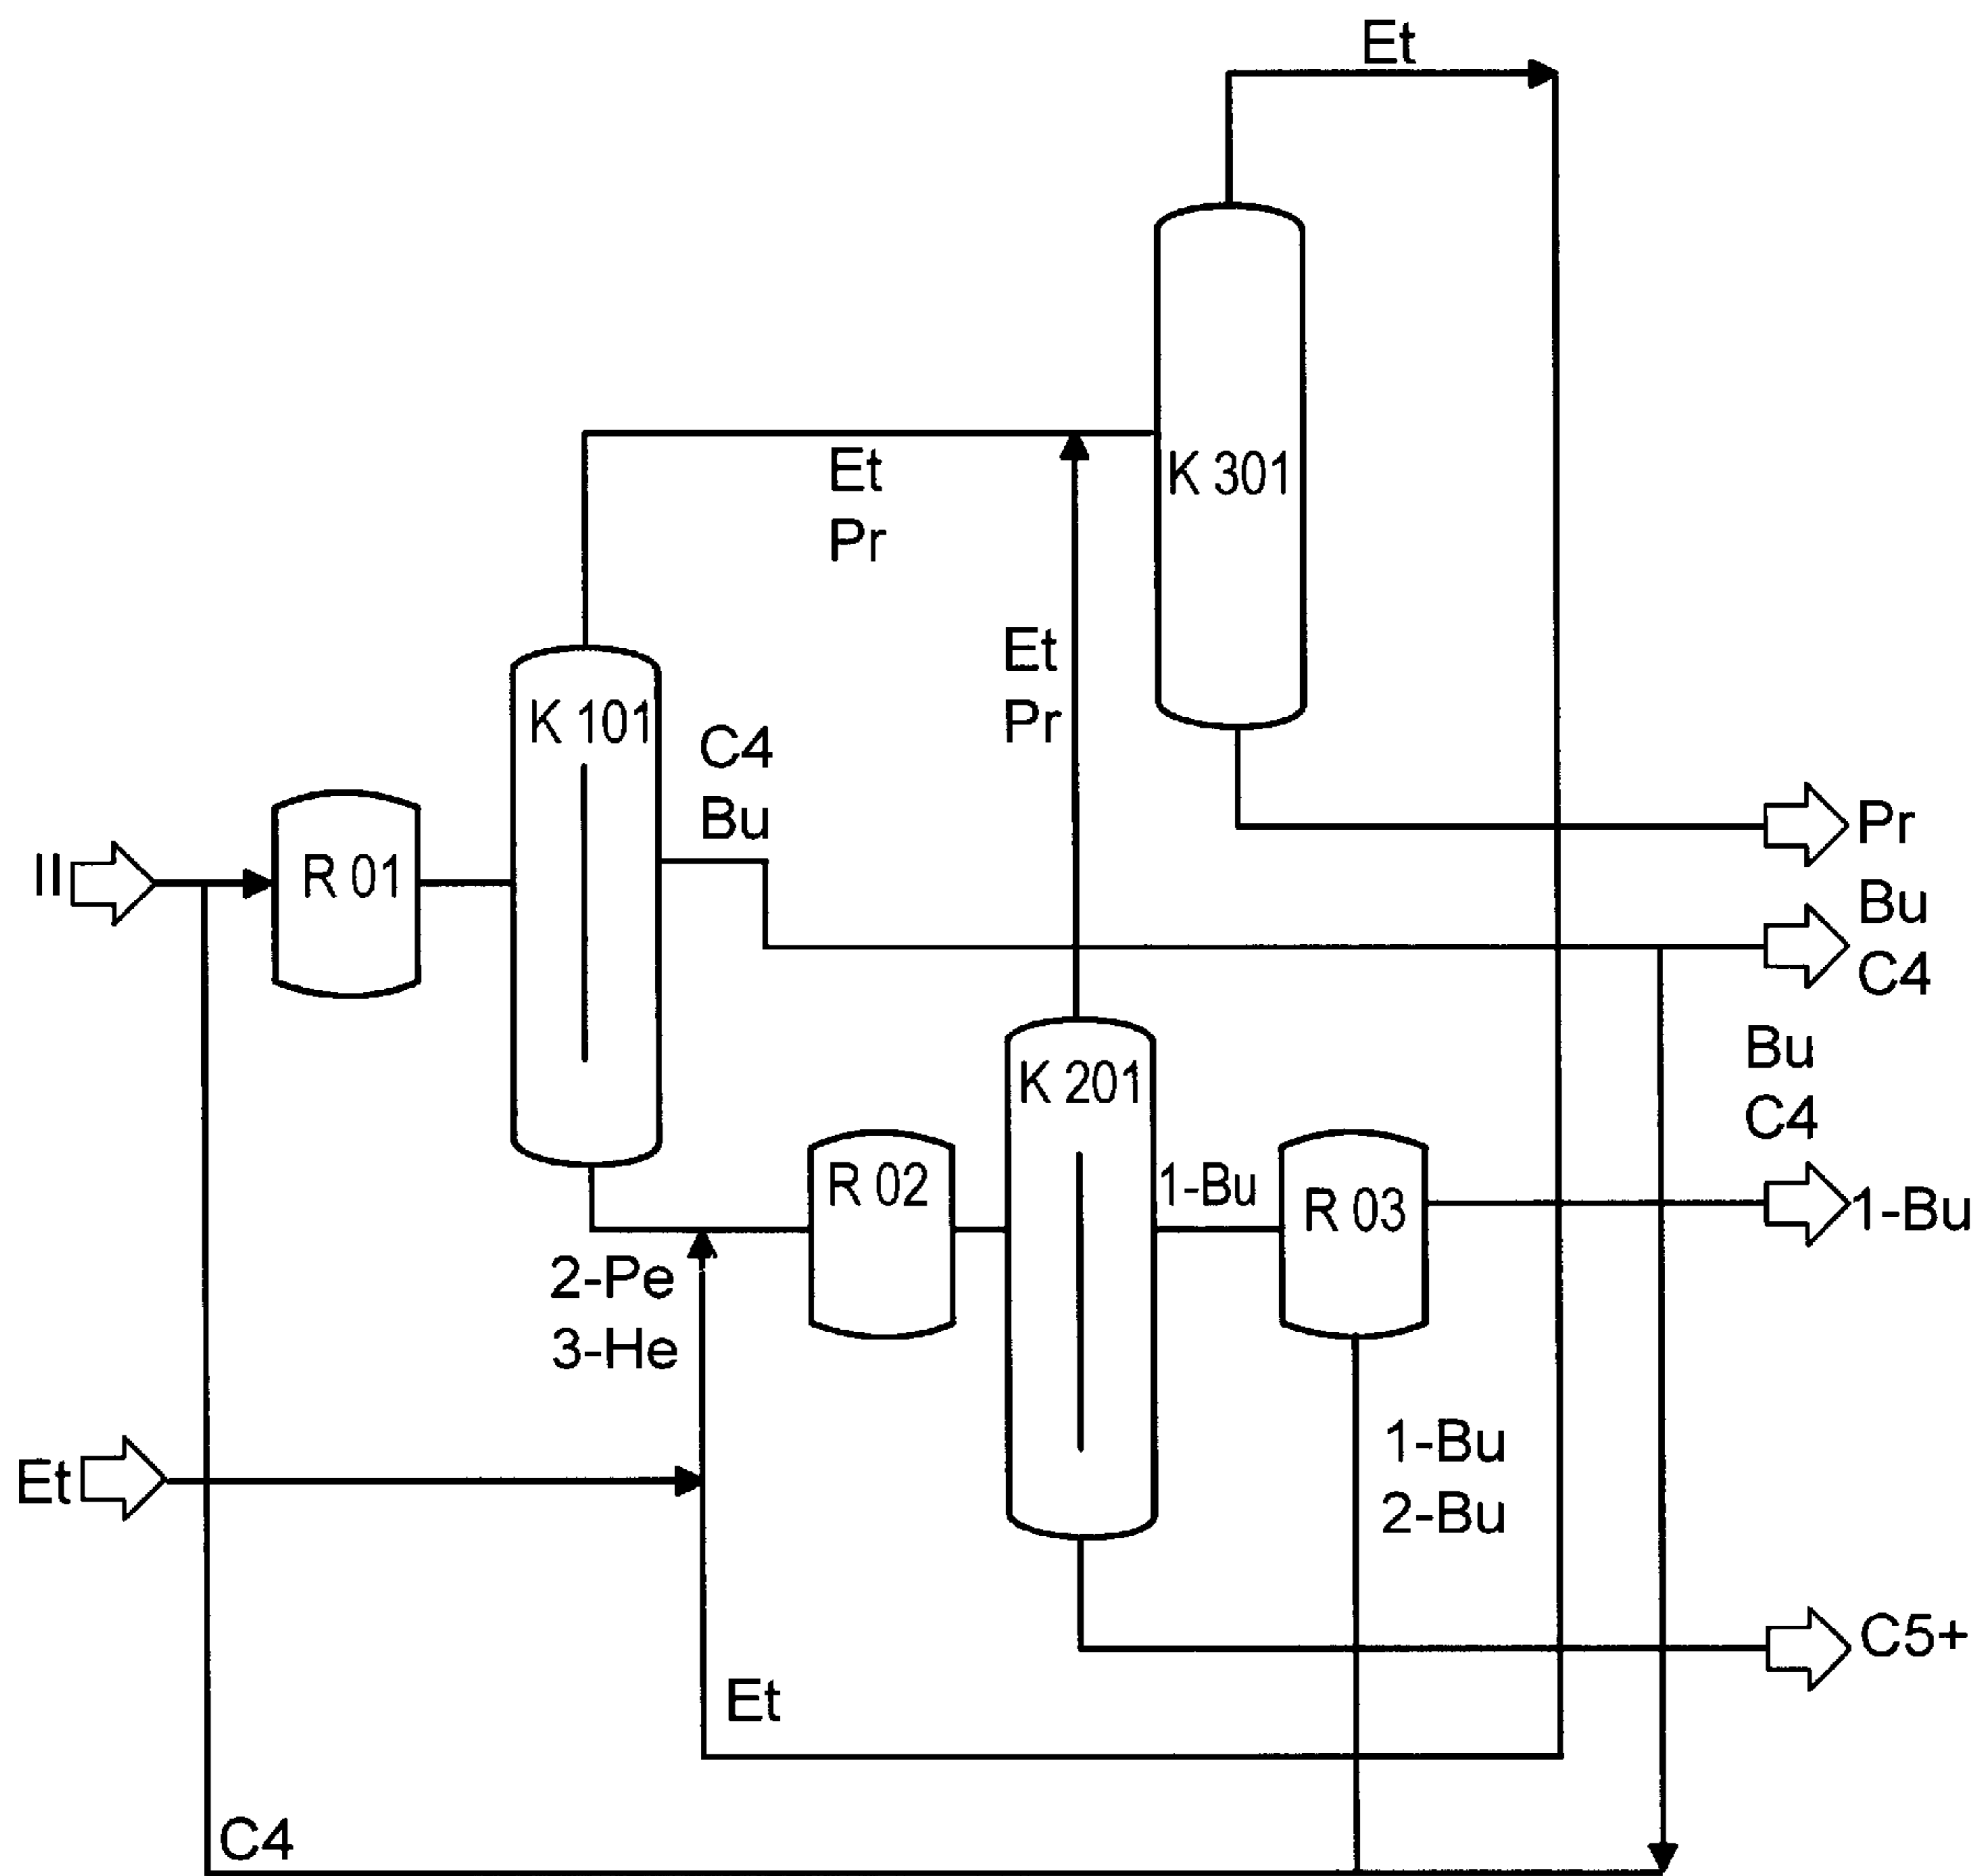 Et
Et
Pr
K 301
Et
Pr
K 101
C4
Bu
Pr
II
R 01
Bu
C4
Bu
C4
K 201
R 02
1-Bu
R 03
1-Bu
2-Pe
3-He
Et
1-Bu
2-Bu
C5+
Et
C4